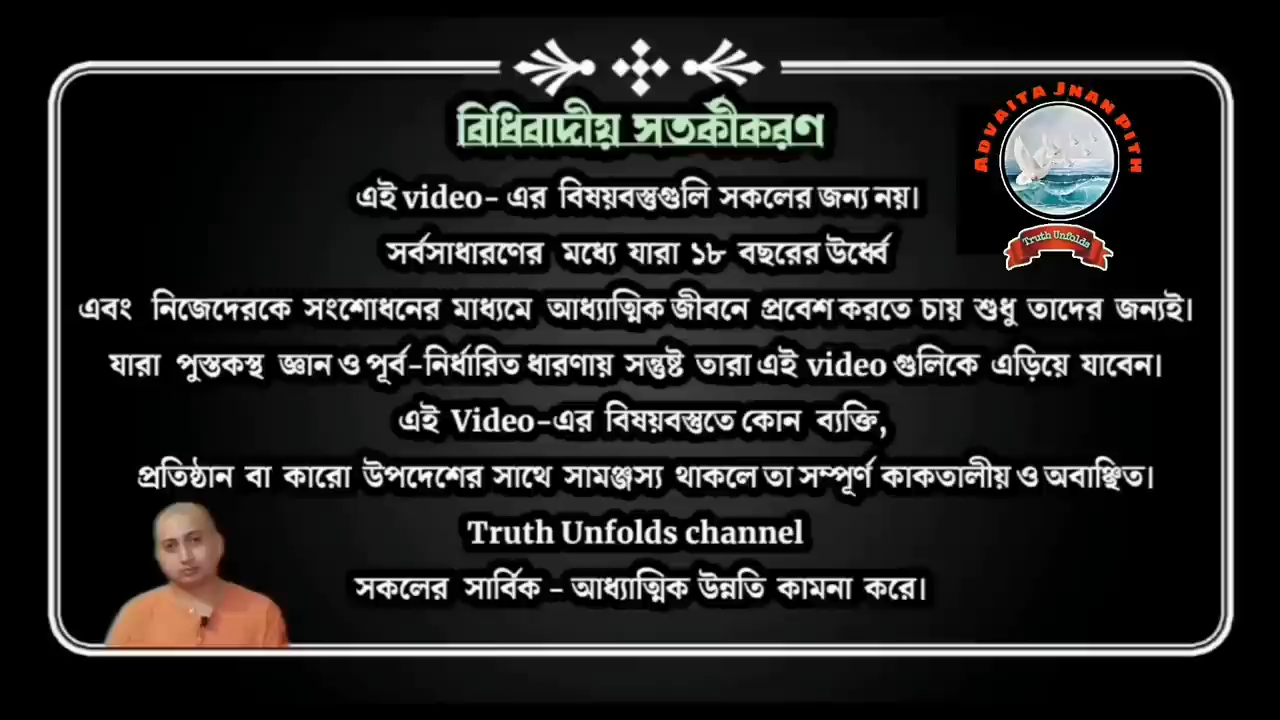 বিধিবাদীয় সতর্কীকরণ
ADVAITA JNAN PITH
Truth Unfolds
এই video- এর বিষয়বস্তুগুলি সকলের জন্য নয়।
সর্বসাধারণের মধ্যে যারা ১৮ বছরের উর্ধ্বে
এবং নিজেদেরকে সংশোধনের মাধ্যমে আধ্যাত্মিক জীবনে প্রবেশ করতে চায় শুধু তাদের জন্যই।
যারা পুস্তকস্থ জ্ঞান ও পূর্ব-নির্ধারিত ধারণায় সন্তুষ্ট তারা এই video গুলিকে এড়িয়ে যাবেন।
এই Video-এর বিষয়বস্তুতে কোন ব্যক্তি,
প্রতিষ্ঠান বা কারো উপদেশের সাথে সামঞ্জস্য থাকলে তা সম্পূর্ণ কাকতালীয় ও অবাঞ্ছিত।
Truth Unfolds channel
সকলের সার্বিক - আধ্যাত্মিক উন্নতি কামনা করে।